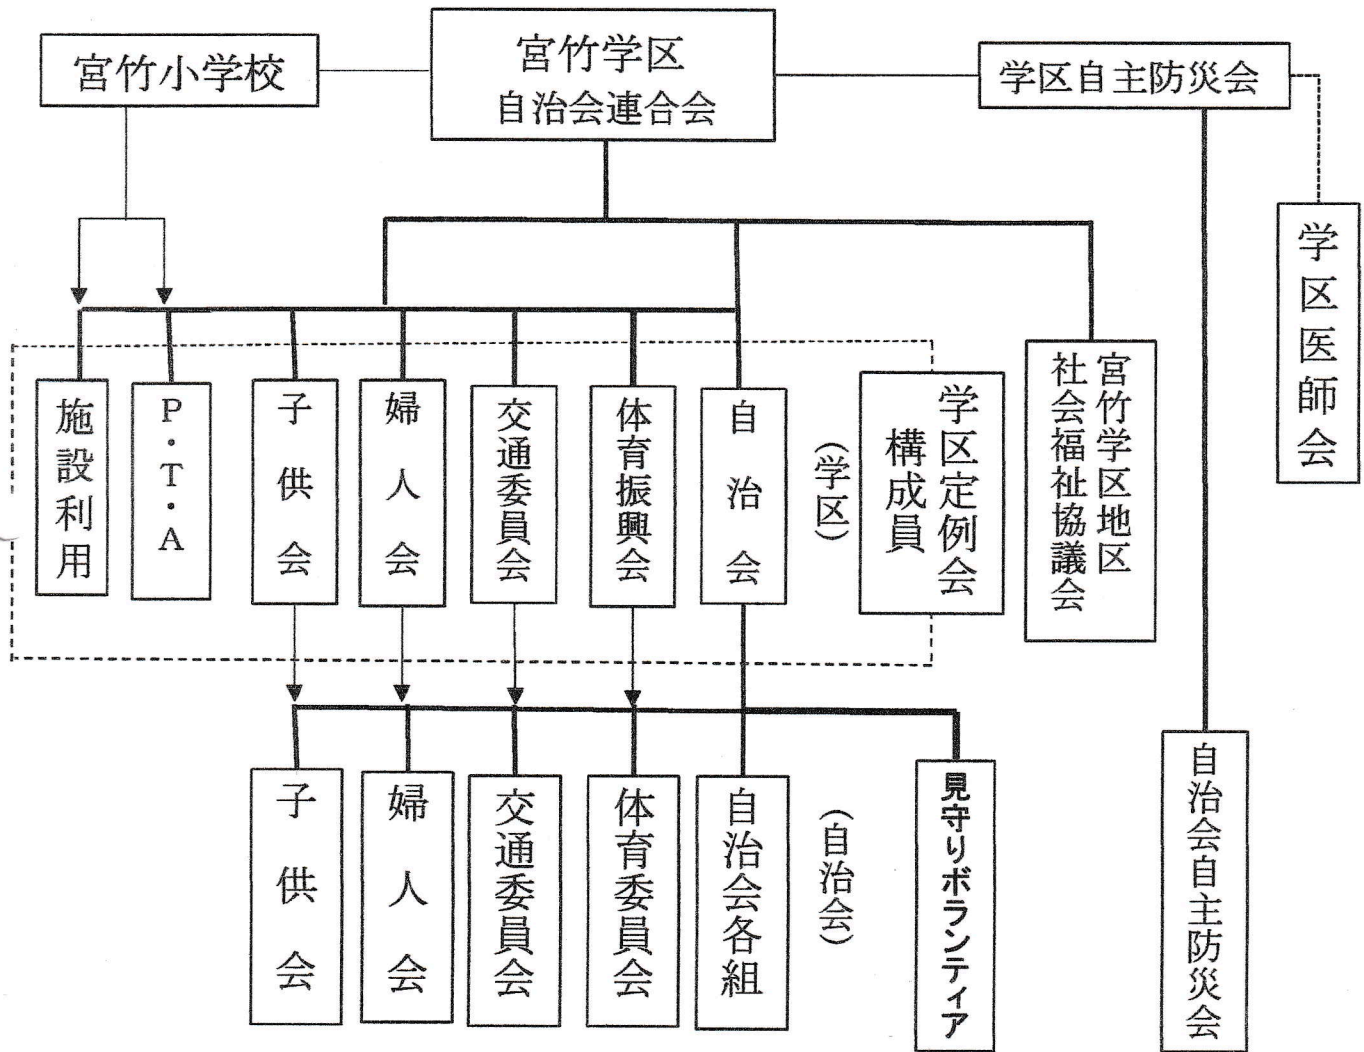 宮竹小学校
宮竹学区
自治会連合会
学区自主防災会
学区医師会
施設利用
P・T・A
子供会
婦人会
交通委員会
体育振興会
自治会
(学区)
学区定例会
構成員
宮竹学区地区
社会福祉協議会
子供会
婦人会
交通委員会
体育委員会
自治会各組
(自治会)
見守りボランティア
自治会自主防災会